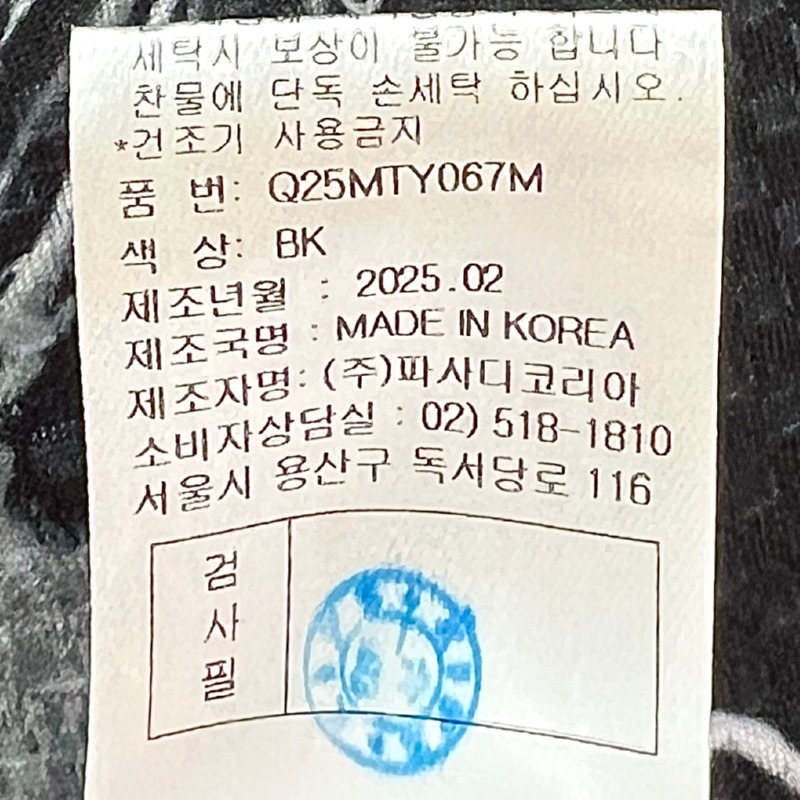 세탁시 보상이 불가능 합니다
찬물에 단독 손세탁 하십시오.
*건조기 사용금지
품 번: Q25MTY067M
색 상: BK
제조년월 : 2025.02
제조국명 : MADE IN KOREA
제조자명: (주)파사디코리아
소비자상담실 : 02) 518-1810
서울시 용산구 독서당로 116
검
사
필